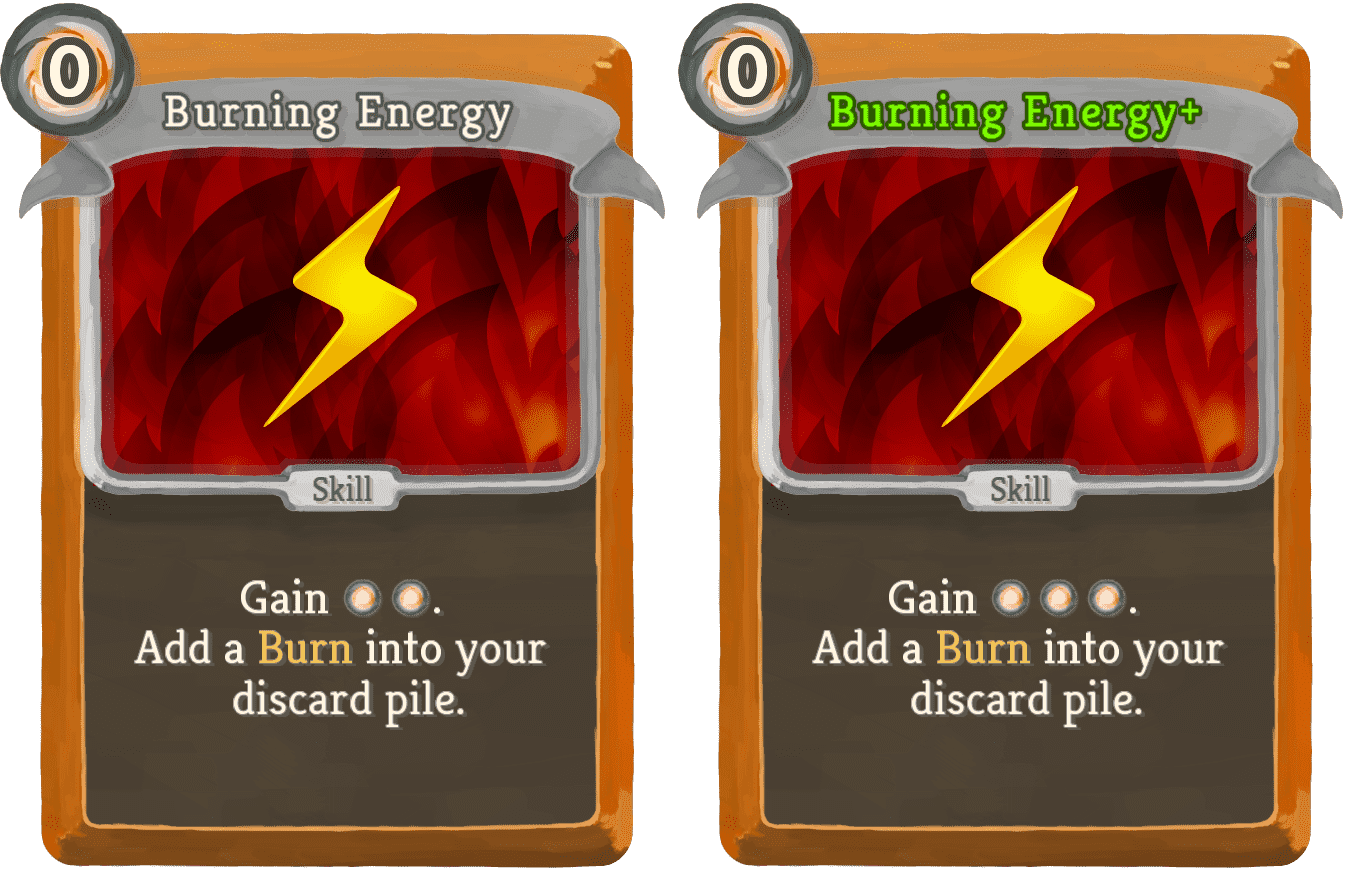 0
Burning Energy
Skill
Gain .
Add a Burn into your
discard pile.
0
Burning Energy+
Skill
Gain .
Add a Burn into your
discard pile.